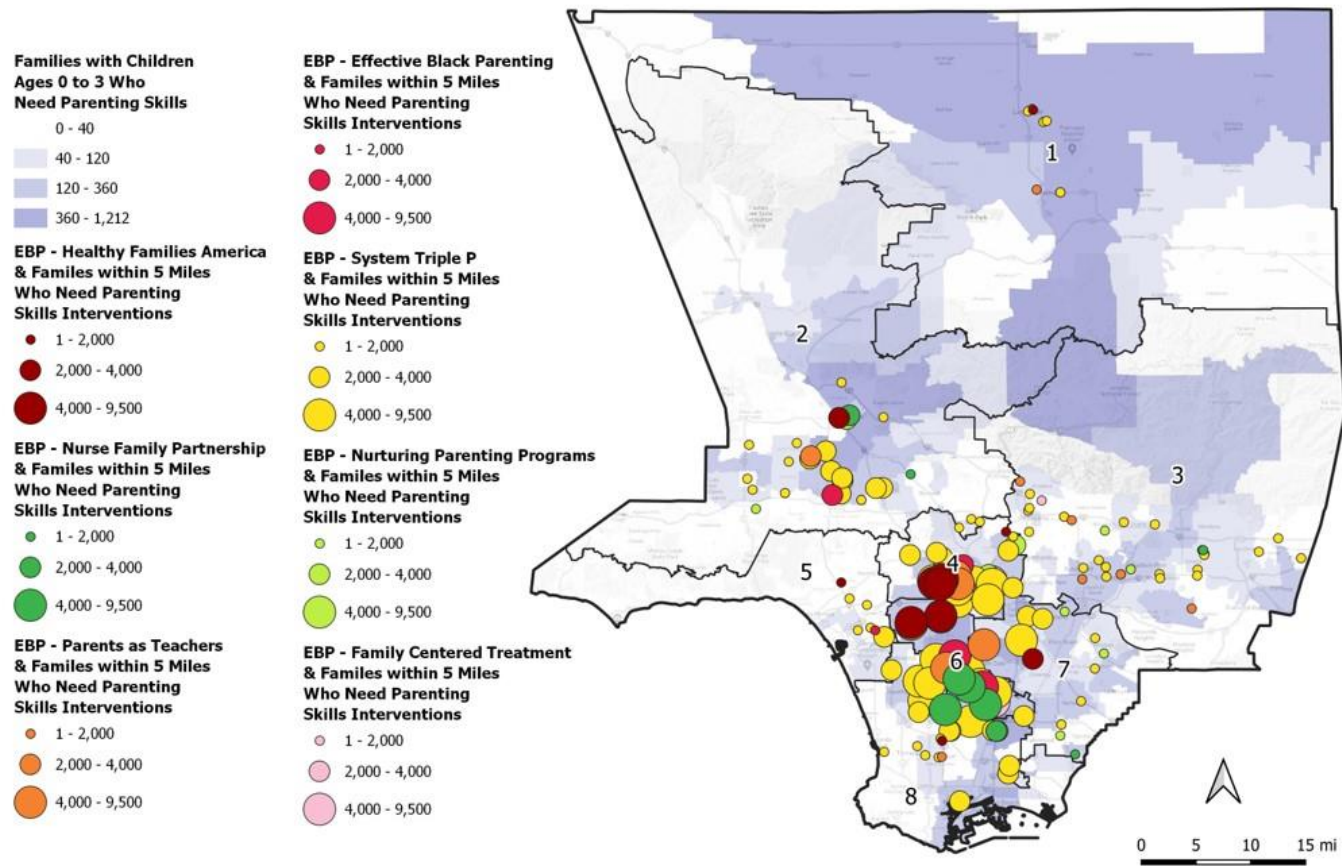 Families with Children
Ages 0 to 3 Who
Need Parenting Skills
0 - 40
40 - 120
120 - 360
360 - 1,212
EBP - Healthy Families America
& Familes within 5 Miles
Who Need Parenting
Skills Interventions
1 - 2,000
2,000 - 4,000
4,000 - 9,500
EBP - Nurse Family Partnership
& Familes within 5 Miles
Who Need Parenting
Skills Interventions
1 - 2,000
2,000 - 4,000
4,000 - 9,500
EBP - Parents as Teachers
& Familes within 5 Miles
Who Need Parenting
Skills Interventions
1 - 2,000
2,000 - 4,000
4,000 - 9,500
EBP - Effective Black Parenting
& Familes within 5 Miles
Who Need Parenting
Skills Interventions
1 - 2,000
2,000 - 4,000
4,000 - 9,500
EBP - System Triple P
& Familes within 5 Miles
Who Need Parenting
Skills Interventions
1 - 2,000
2,000 - 4,000
4,000 - 9,500
EBP - Nurturing Parenting Programs
& Familes within 5 Miles
Who Need Parenting
Skills Interventions
1 - 2,000
2,000 - 4,000
4,000 - 9,500
EBP - Family Centered Treatment
& Familes within 5 Miles
Who Need Parenting
Skills Interventions
1 - 2,000
2,000 - 4,000
4,000 - 9,500
1
2
3
4
5
6
7
8
0 5 10 15 mi